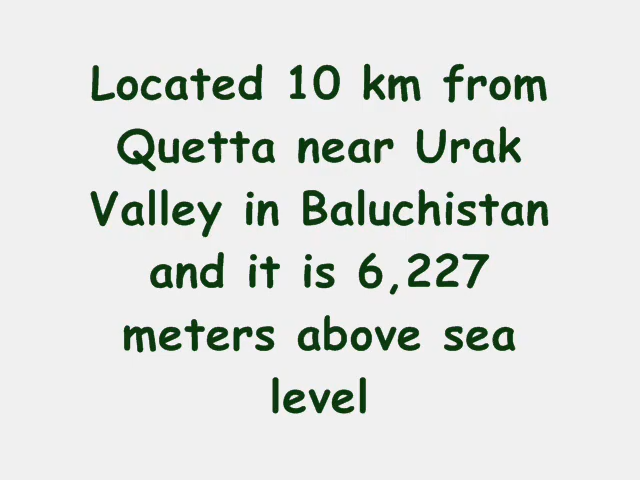 Located 10 km from
Quetta near Urak
Valley in Baluchistan
and it is 6,227
meters above sea
level